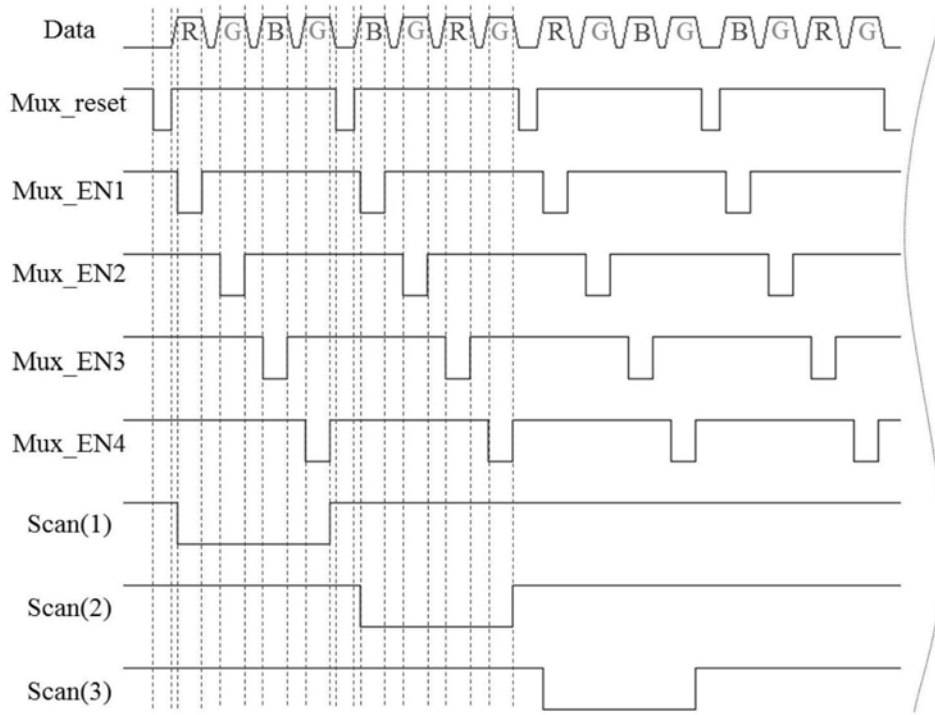 Data R G B G B G R G R G B G B G R G
Mux_reset
Mux_EN1
Mux_EN2
Mux_EN3
Mux_EN4
Scan(1)
Scan(2)
Scan(3)